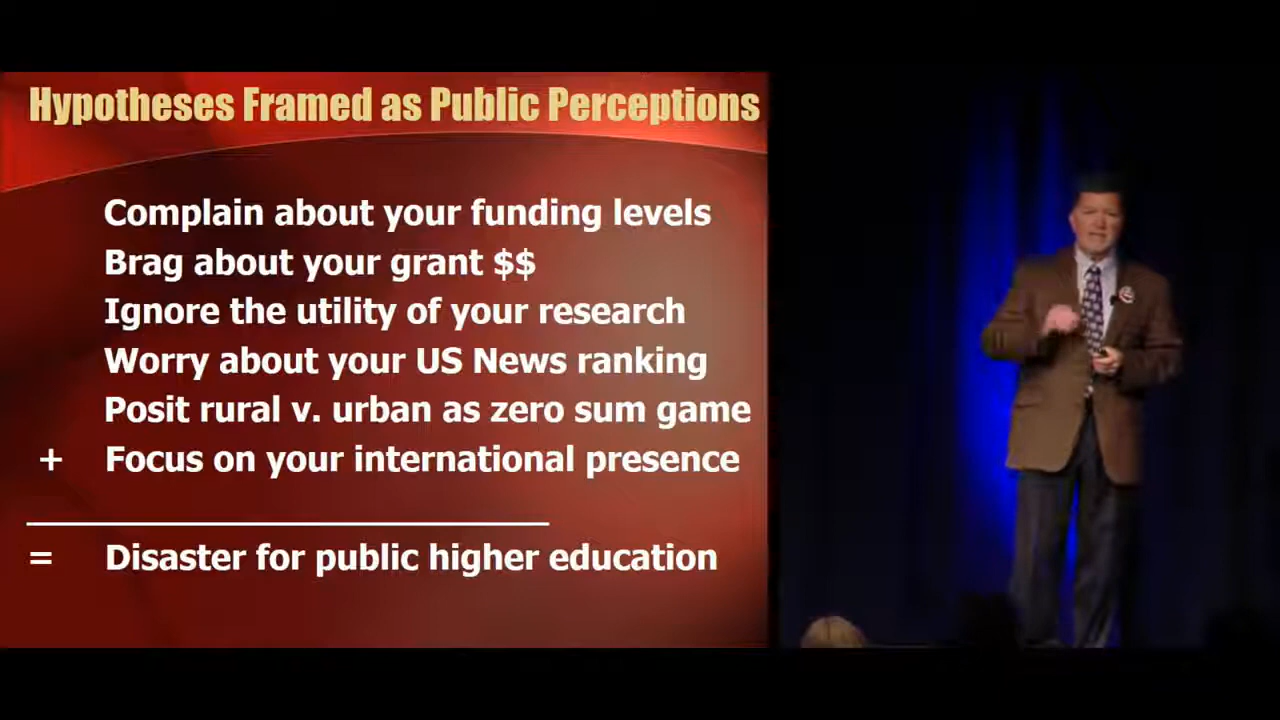 Hypotheses Framed as Public Perceptions
Complain about your funding levels
Brag about your grant $$
Ignore the utility of your research
Worry about your US News ranking
Posit rural v. urban as zero sum game
+ Focus on your international presence
= Disaster for public higher education